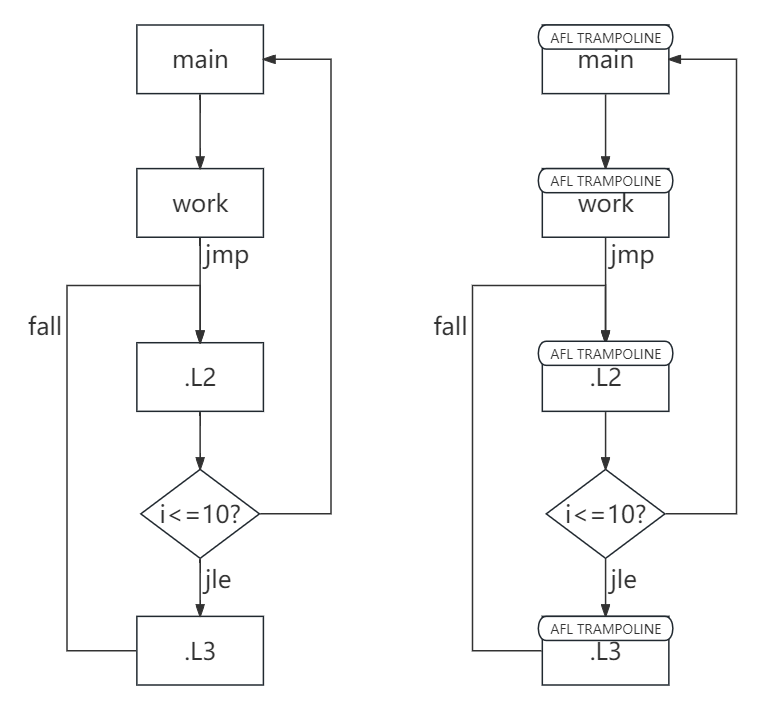 main
work
jmp
fall
.L2
i<=10?
jle
.L3
AFL TRAMPOLINE
main
AFL TRAMPOLINE
work
jmp
fall
AFL TRAMPOLINE
.L2
i<=10?
jle
AFL TRAMPOLINE
.L3